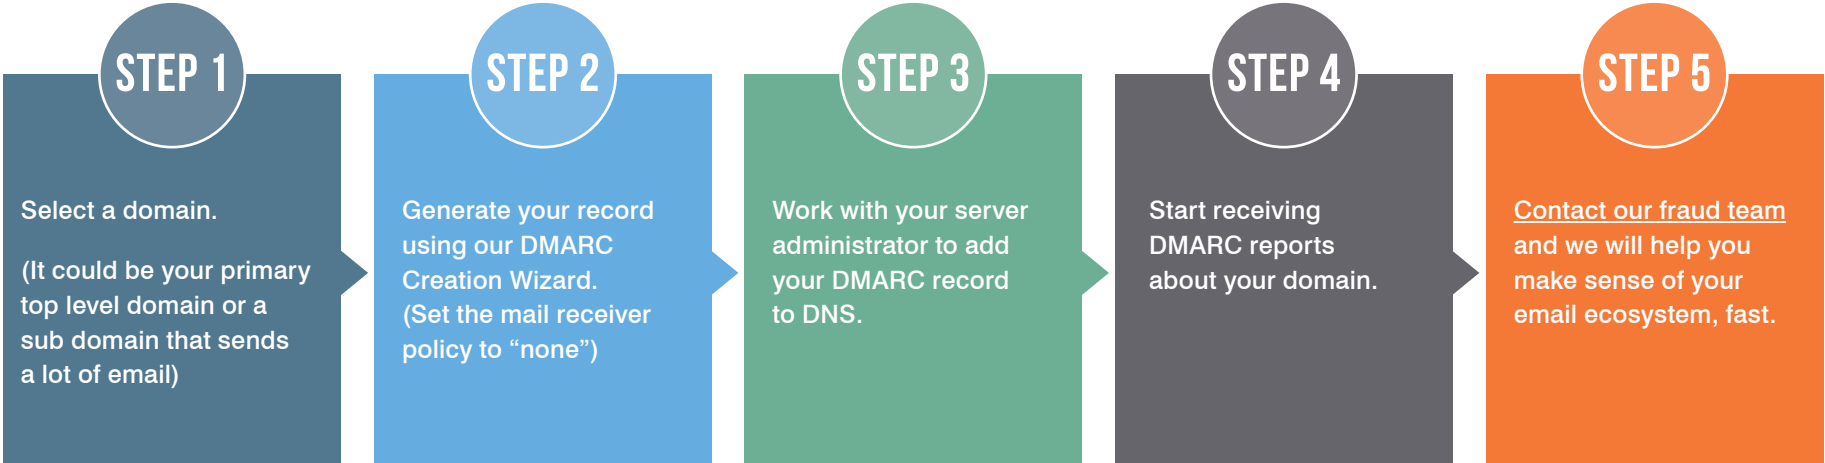 STEP 1
Select a domain.
(It could be your primary
top level domain or a
sub domain that sends
a lot of email)
STEP 2
Generate your record
using our DMARC
Creation Wizard.
(Set the mail receiver
policy to “none”)
STEP 3
Work with your server
administrator to add
your DMARC record
to DNS.
STEP 4
Start receiving
DMARC reports
about your domain.
STEP 5
Contact our fraud team
and we will help you
make sense of your
email ecosystem, fast.